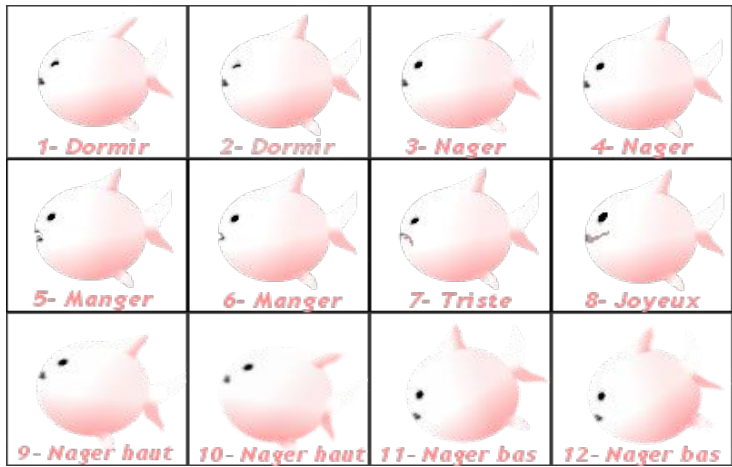 1- Dormir
2- Dormir
3- Nager
4- Nager
5- Manger
6- Manger
7- Triste
8- Joyeux
9- Nager haut
10- Nager haut
11- Nager bas
12- Nager bas